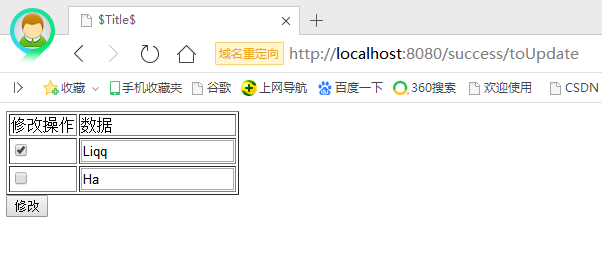 $Title$
域名重定向 http://localhost:8080/success/toUpdate
收藏 手机收藏夹 谷歌 上网导航 百度一下 360搜索 欢迎使用 CSDN
修改操作 数据
Liqq
Ha
修改